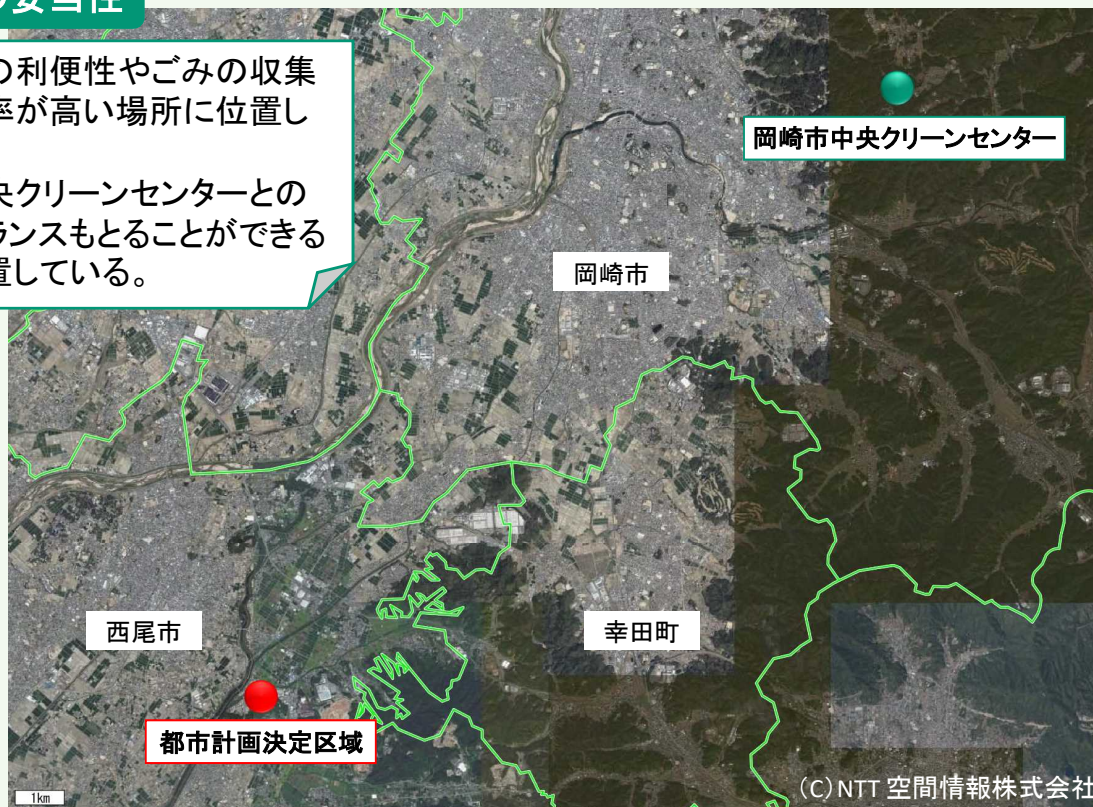 の妥当性
の利便性やごみの収集
率が高い場所に位置し
央クリーンセンターとの
ランスもとることができる
置している。
岡崎市中央クリーンセンター
岡崎市
西尾市
幸田町
都市計画決定区域
1km
(C)NTT 空間情報株式会社